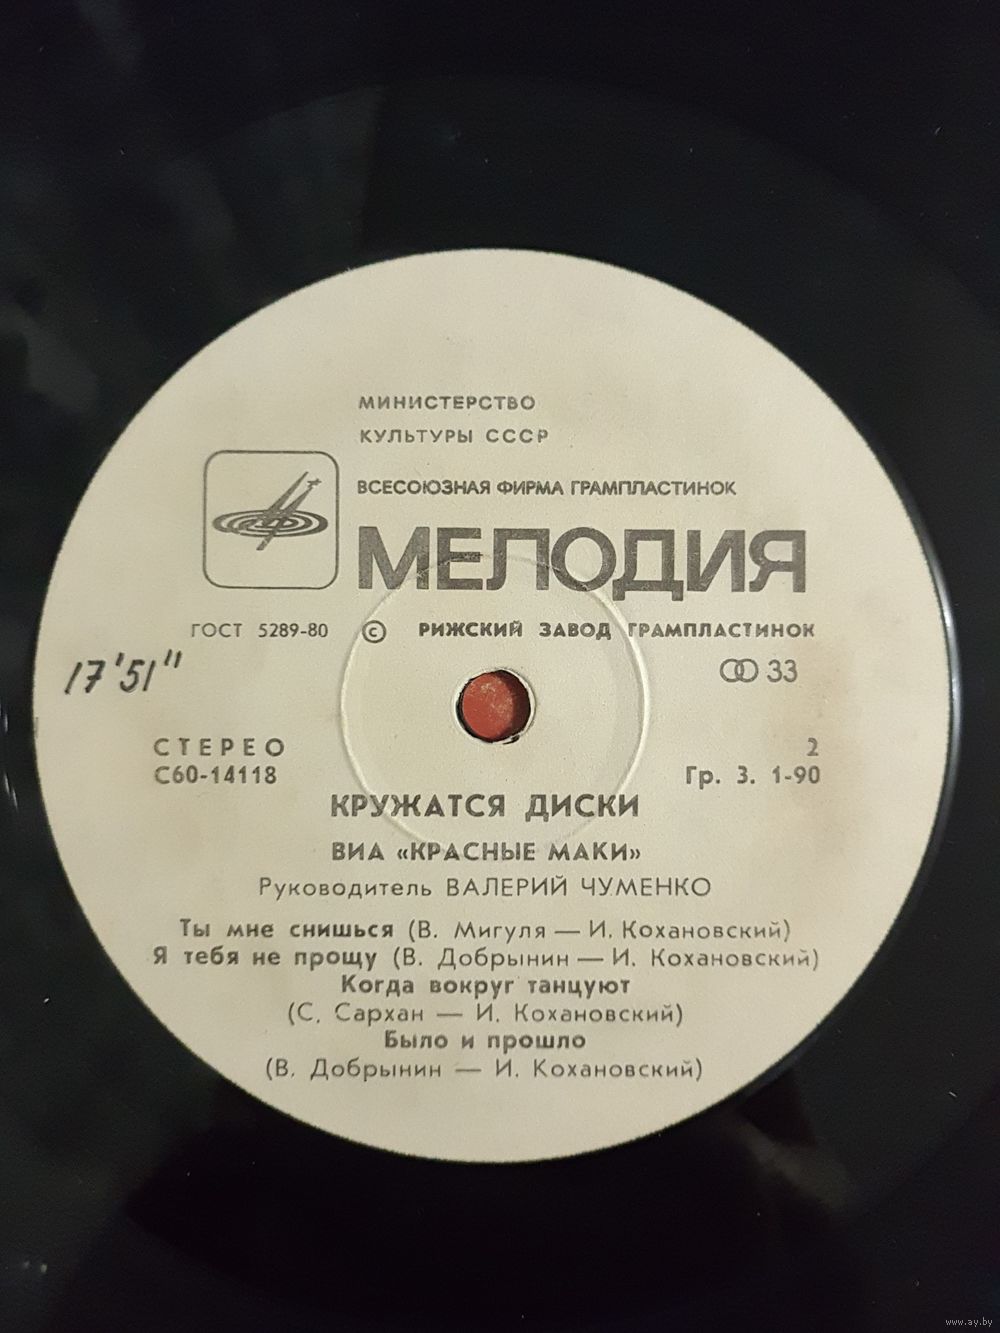 МИНИСТЕРСТВО
КУЛЬТУРЫ СССР
ВСЕСОЮЗНАЯ ФИРМА ГРАМПЛАСТИНОК
МЕЛОДИЯ
ГОСТ 5289-80 © РИЖСКИЙ ЗАВОД ГРАМПЛАСТИНОК
17'51" 33
СТЕРЕО 2
С60-14118 Гр. 3. 1-90
КРУЖАТСЯ ДИСКИ
ВИА «КРАСНЫЕ МАКИ»
Руководитель ВАЛЕРИЙ ЧУМЕНКО
Ты мне снишься (В. Мигуля — И. Кохановский)
Я тебя не прощу (В. Добрынин — И. Кохановский)
Когда вокруг танцуют
(С. Сархан — И. Кохановский)
Было и прошло
(В. Добрынин — И. Кохановский)
www.ay.by